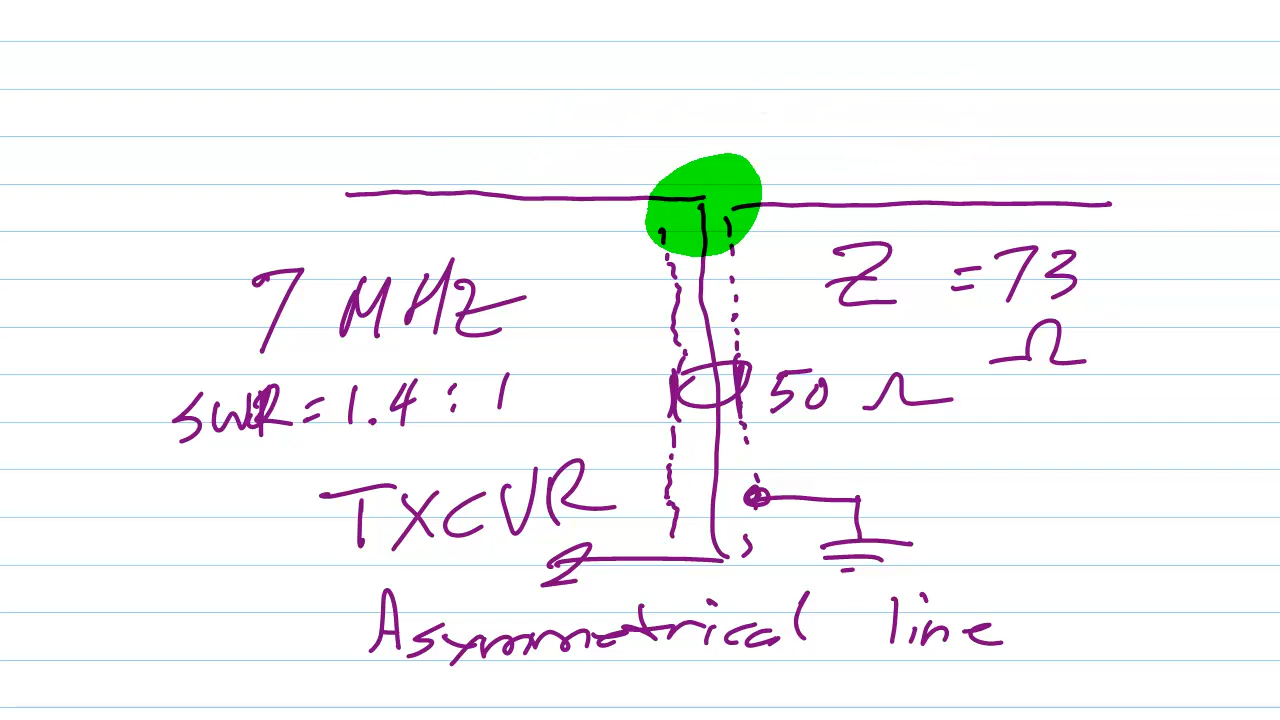 7 MHZ
Z = 73 Ω
SWR = 1.4 : 1
50 Ω
TXCVR
Asymmetrical line